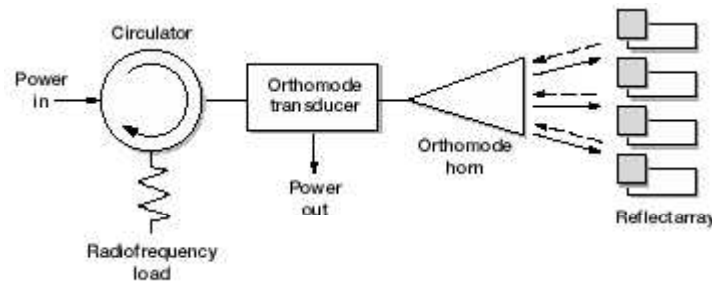 Circulator
Power
in
Orthomode
transducer
Orthomode
horn
Power
out
Reflectarray
Radiofrequency
load